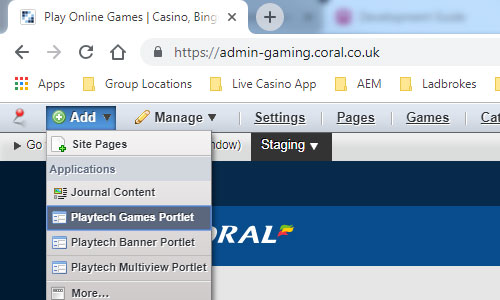 Play Online Games | Casino, Bing
Development Guide
https://admin-gaming.coral.co.uk
Apps Group Locations Live Casino App AEM Ladbrokes
Add Manage Settings Pages Games Cat
Go ndow) Staging
Site Pages
Applications
Journal Content
Playtech Games Portlet
ORAL
Playtech Banner Portlet
Playtech Multiview Portlet
More...